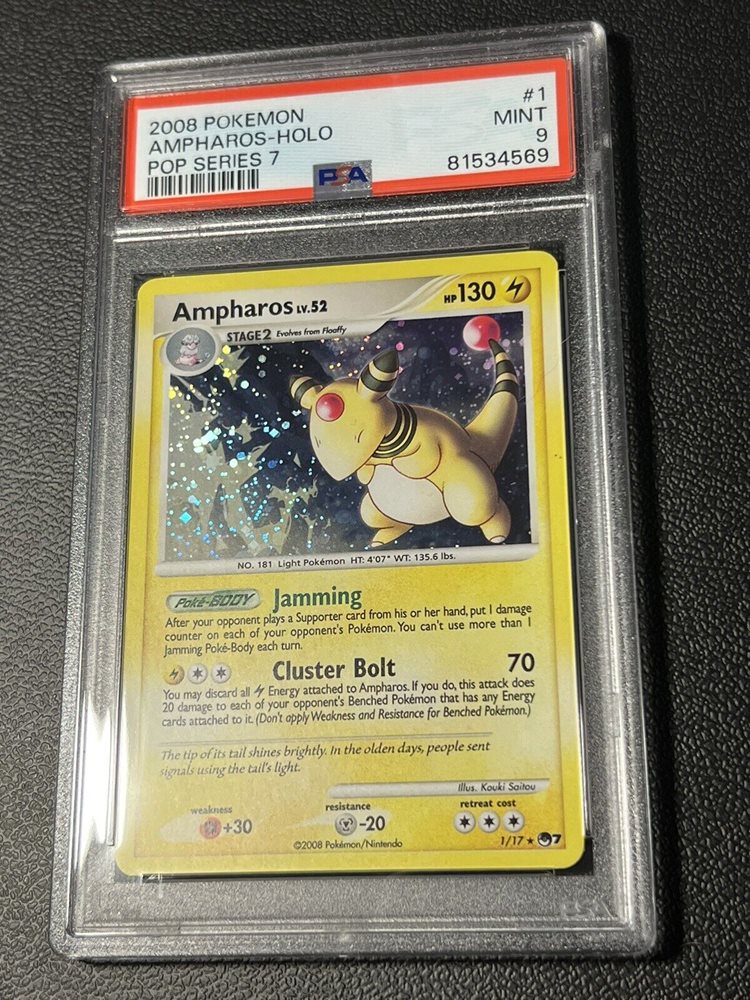 2008 POKEMON #1
AMPHAROS-HOLO MINT
POP SERIES 7 9
PSA 81534569
Ampharos LV.52 HP 130
STAGE2 Evolves from Flaaffy
NO. 181 Light Pokémon HT: 4'07" WT: 135.6 lbs.
Poké-BODY Jamming
After your opponent plays a Supporter card from his or her hand, put 1 damage
counter on each of your opponent's Pokémon. You can't use more than 1
Jamming Poké-Body each turn.
Cluster Bolt 70
You may discard all Energy attached to Ampharos. If you do, this attack does
20 damage to each of your opponent's Benched Pokémon that has any Energy
cards attached to it. (Don't apply Weakness and Resistance for Benched Pokémon.)
The tip of its tail shines brightly. In the olden days, people sent
signals using the tail's light.
Illus. Kouki Saitou
weakness resistance retreat cost
+30 -20
©2008 Pokémon/Nintendo 1/17 ★ 7